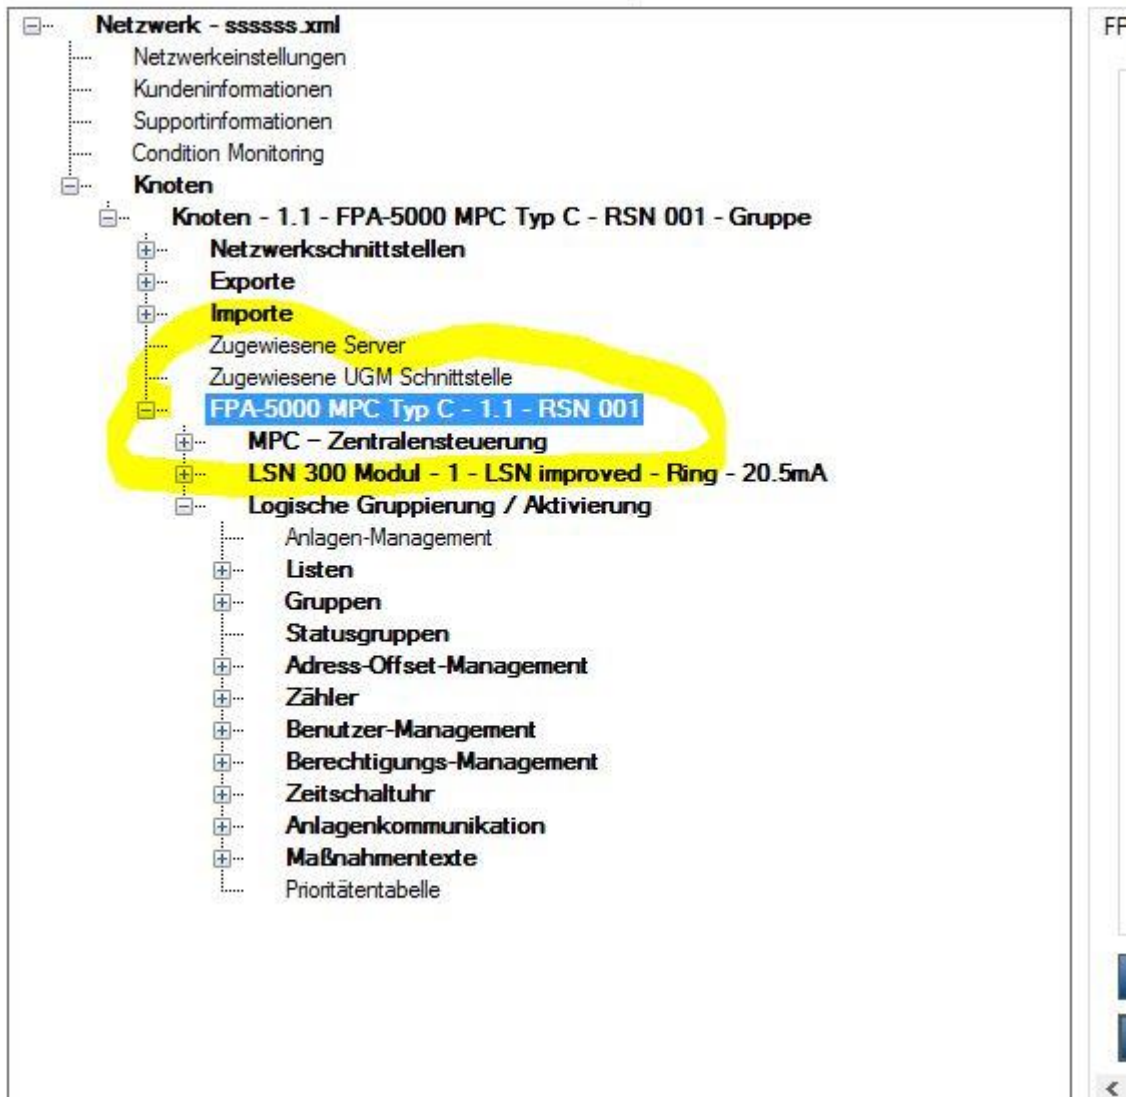 Netzwerk - ssssss.xml
Netzwerkeinstellungen
Kundeninformationen
Supportinformationen
Condition Monitoring
Knoten
Knoten - 1.1 - FPA-5000 MPC Typ C - RSN 001 - Gruppe
Netzwerkschnittstellen
Exporte
Importe
Zugewiesene Server
Zugewiesene UGM Schnittstelle
FPA-5000 MPC Typ C - 1.1 - RSN 001
MPC – Zentralensteuerung
LSN 300 Modul - 1 - LSN improved - Ring - 20.5mA
Logische Gruppierung / Aktivierung
Anlagen-Management
Listen
Gruppen
Statusgruppen
Adress-Offset-Management
Zähler
Benutzer-Management
Berechtigungs-Management
Zeitschaltuhr
Anlagenkommunikation
Maßnahmentexte
Prioritätentabelle